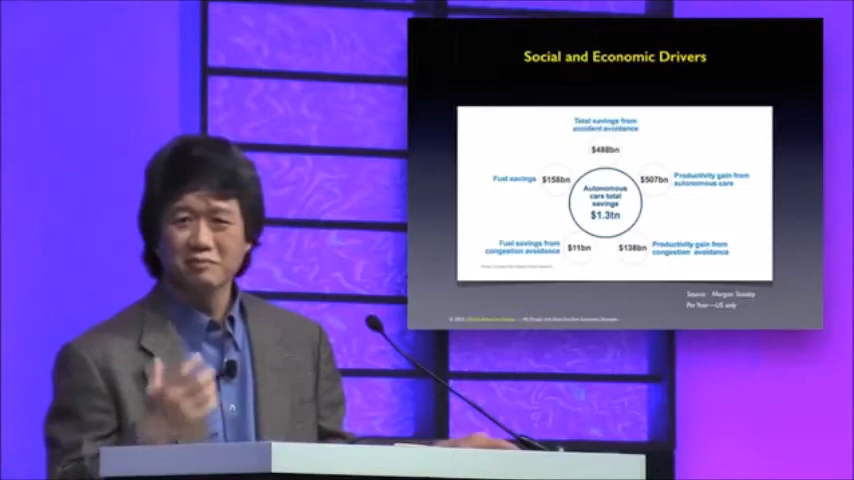 Social and Economic Drivers
Total savings from
accident avoidance
$488bn
Fuel savings
$158bn
$507bn
Productivity gain from
autonomous cars
Autonomous
cars total
savings
$1.3tn
Fuel savings from
congestion avoidance
$11bn
$138bn
Productivity gain from
congestion avoidance
Source: Morgan Stanley
Per Year—US only